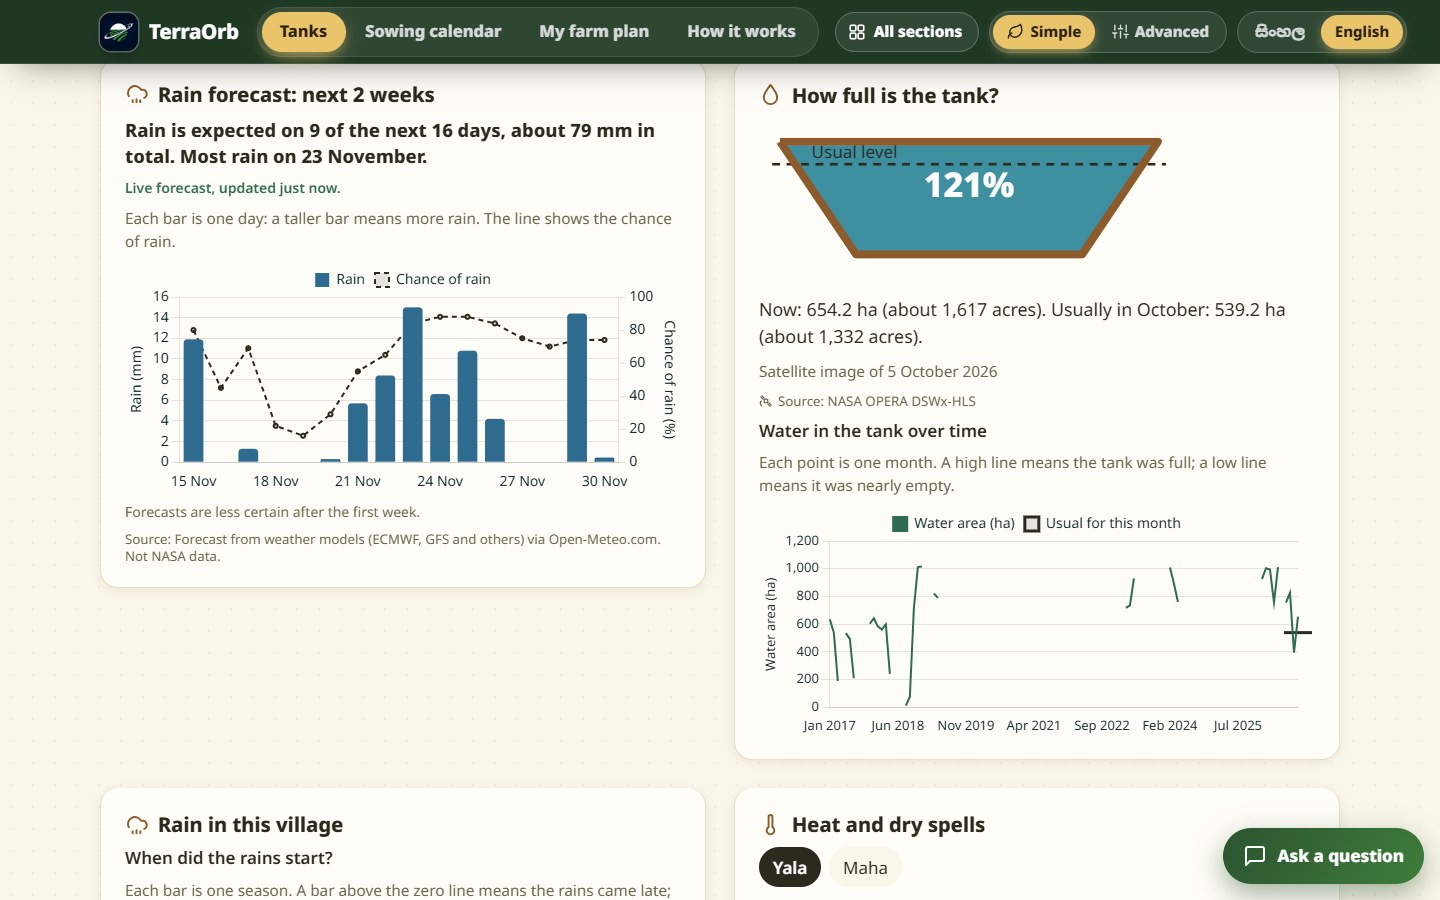 TerraOrb
Tanks
Sowing calendar
My farm plan
How it works
All sections
Simple
Advanced
සිංහල
English
Rain forecast: next 2 weeks
Rain is expected on 9 of the next 16 days, about 79 mm in
total. Most rain on 23 November.
Live forecast, updated just now.
Each bar is one day: a taller bar means more rain. The line shows the chance
of rain.
Rain
Chance of rain
Rain (mm)
16
14
12
10
8
6
4
2
0
100
80
60
40
20
0
Chance of rain (%)
15 Nov
18 Nov
21 Nov
24 Nov
27 Nov
30 Nov
Forecasts are less certain after the first week.
Source: Forecast from weather models (ECMWF, GFS and others) via Open-Meteo.com.
Not NASA data.
How full is the tank?
Usual level
121%
Now: 654.2 ha (about 1,617 acres). Usually in October: 539.2 ha
(about 1,332 acres).
Satellite image of 5 October 2026
Source: NASA OPERA DSWx-HLS
Water in the tank over time
Each point is one month. A high line means the tank was full; a low line
means it was nearly empty.
Water area (ha)
Usual for this month
Water area (ha)
1,200
1,000
800
600
400
200
0
Jan 2017
Jun 2018
Nov 2019
Apr 2021
Sep 2022
Feb 2024
Jul 2025
Rain in this village
When did the rains start?
Each bar is one season. A bar above the zero line means the rains came late;
Heat and dry spells
Yala
Maha
Ask a question